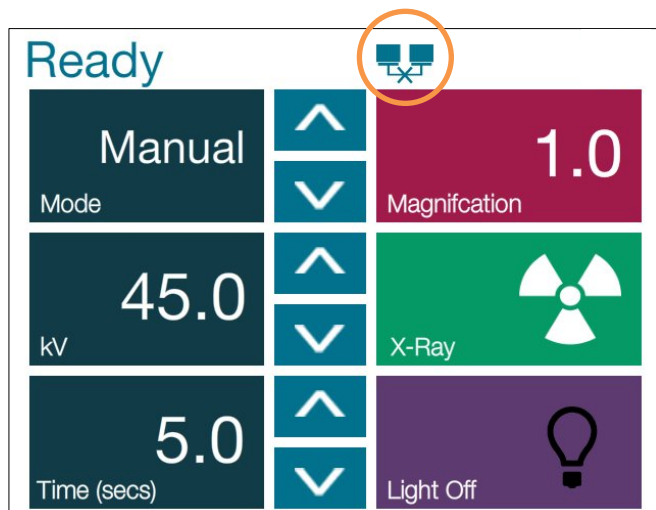 Ready
Manual
Mode
1.0
Magnifcation
45.0
kV
X-Ray
5.0
Time (secs)
Light Off